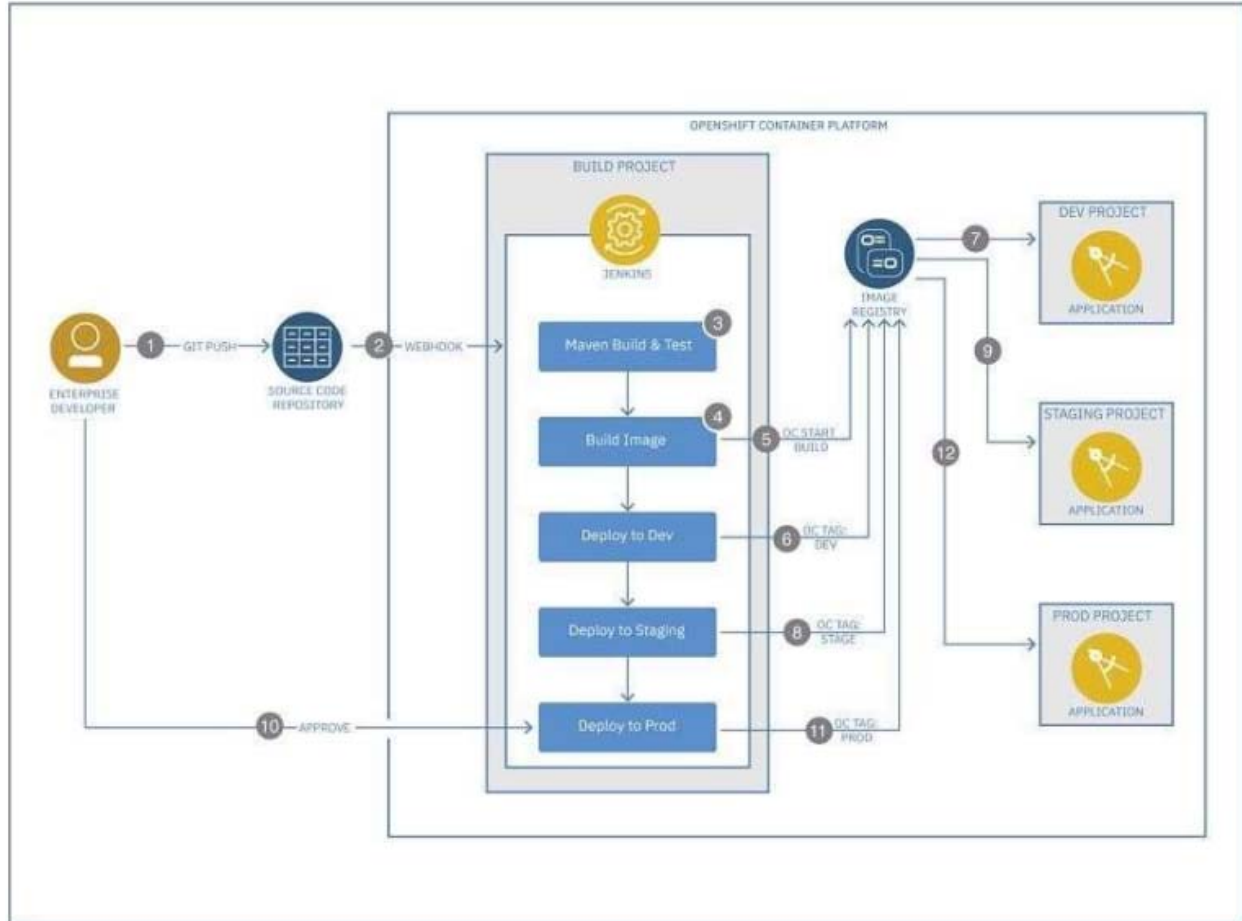 OPENSHIFT CONTAINER PLATFORM
BUILD PROJECT
JENKINS
1
GIT PUSH
ENTERPRISE
DEVELOPER
SOURCE CODE
REPOSITORY
2
WEBHOOK
3
Maven Build & Test
4
Build Image
5
OC START
BUILD
Deploy to Dev
6
OC TAG:
DEV
Deploy to Staging
8
OC TAG:
STAGE
10
APPROVE
Deploy to Prod
11
OC TAG:
PROD
IMAGE
REGISTRY
7
9
12
DEV PROJECT
APPLICATION
STAGING PROJECT
APPLICATION
PROD PROJECT
APPLICATION